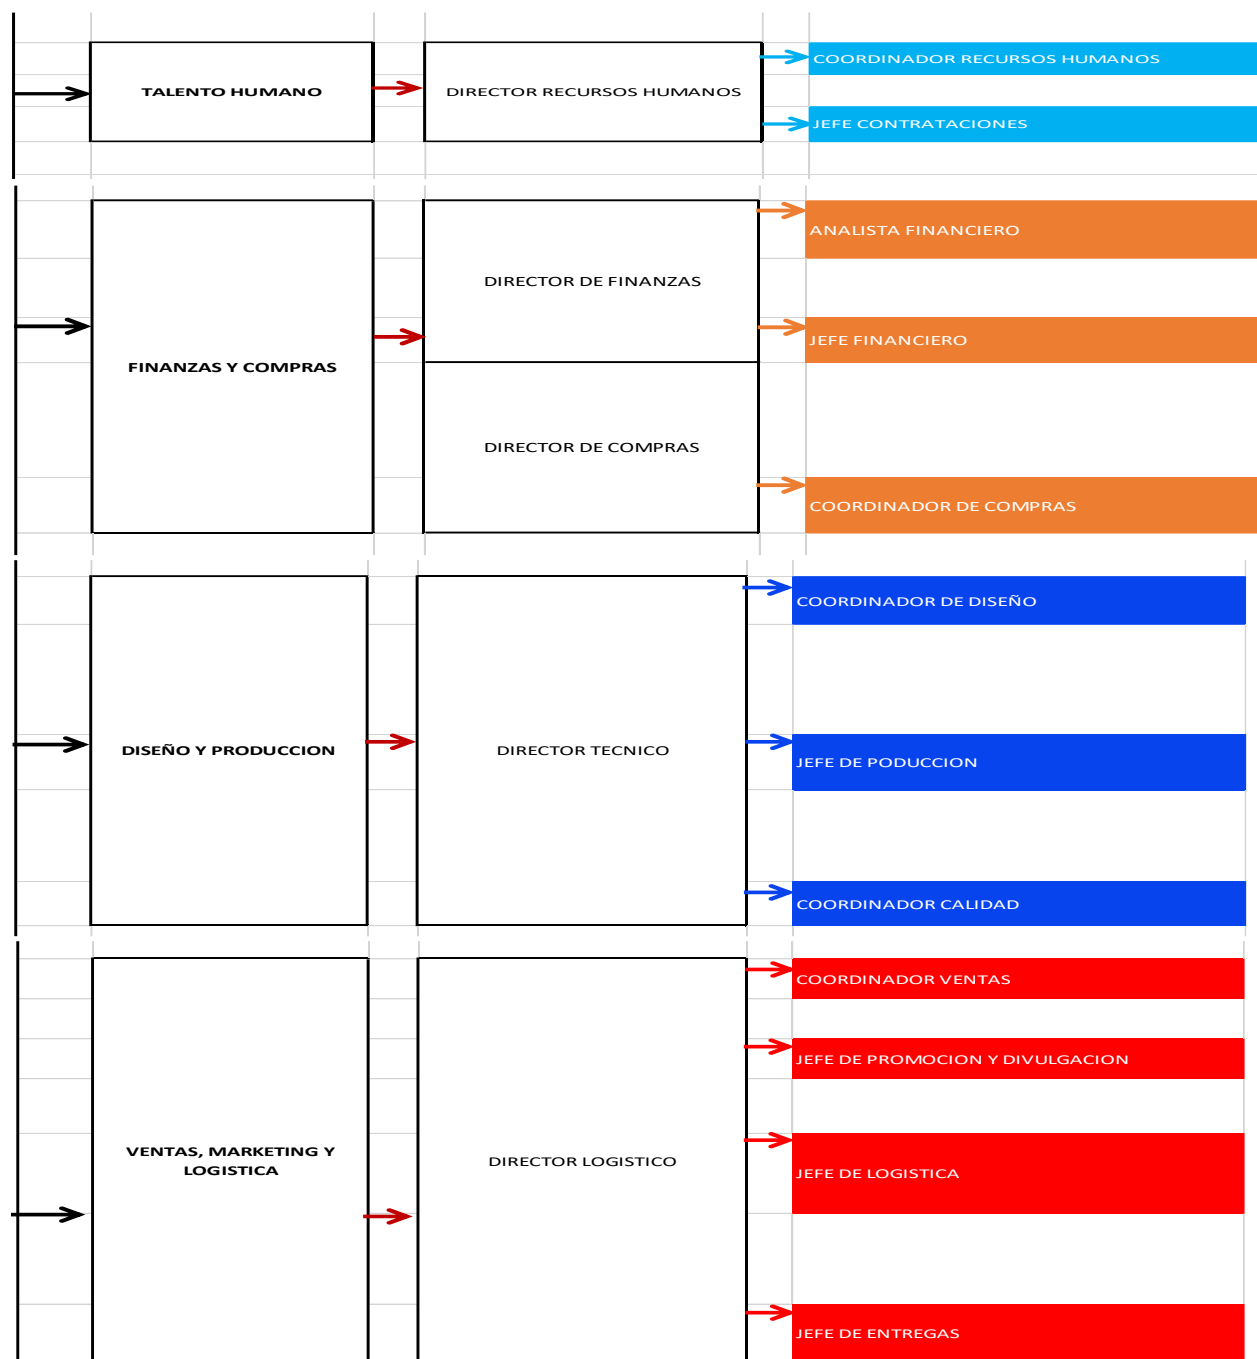 TALENTO HUMANO
DIRECTOR RECURSOS HUMANOS
COORDINADOR RECURSOS HUMANOS
JEFE CONTRATACIONES
FINANZAS Y COMPRAS
DIRECTOR DE FINANZAS
ANALISTA FINANCIERO
JEFE FINANCIERO
DIRECTOR DE COMPRAS
COORDINADOR DE COMPRAS
DISEÑO Y PRODUCCION
DIRECTOR TECNICO
COORDINADOR DE DISEÑO
JEFE DE PODUCCION
COORDINADOR CALIDAD
VENTAS, MARKETING Y
LOGISTICA
DIRECTOR LOGISTICO
COORDINADOR VENTAS
JEFE DE PROMOCION Y DIVULGACION
JEFE DE LOGISTICA
JEFE DE ENTREGAS